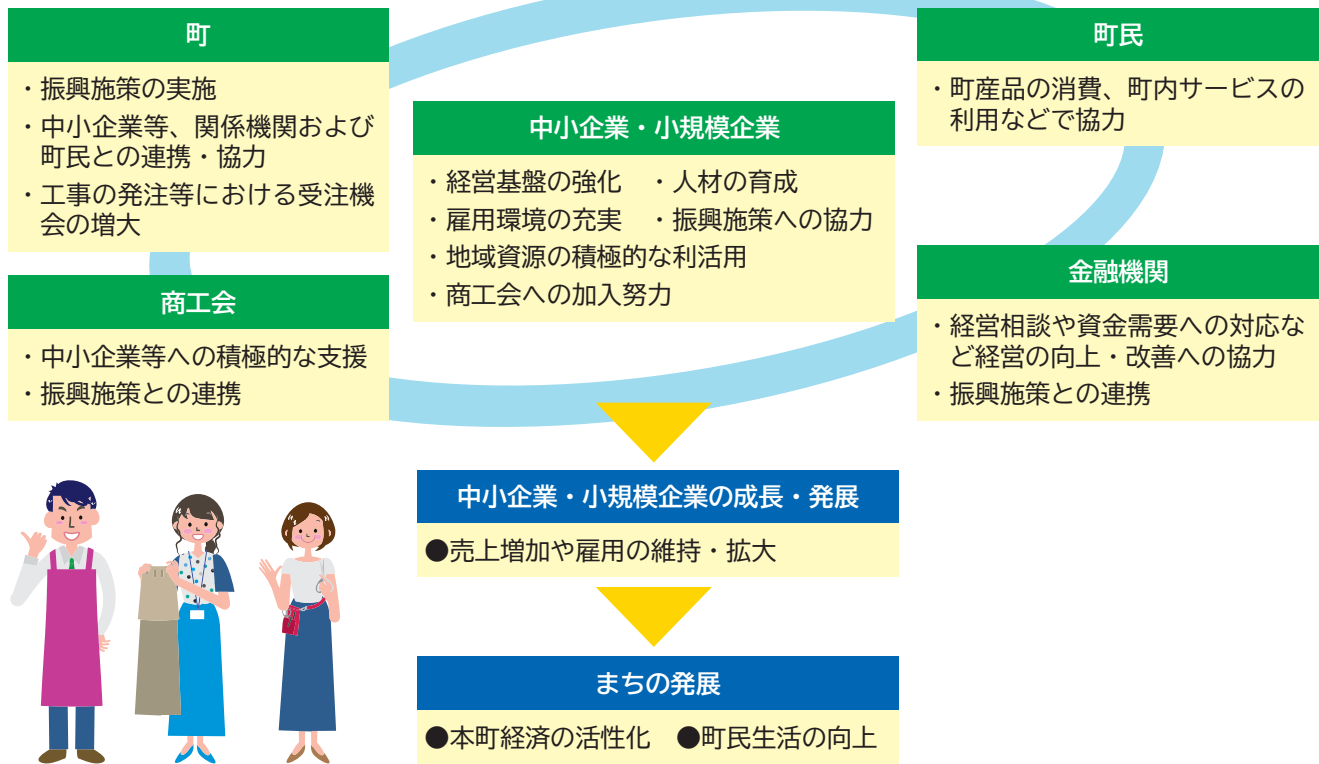 町
・振興施策の実施
・中小企業等、関係機関および
町民との連携・協力
・工事の発注等における受注機
会の増大
商工会
・中小企業等への積極的な支援
・振興施策との連携
中小企業・小規模企業
・経営基盤の強化　・人材の育成
・雇用環境の充実　・振興施策への協力
・地域資源の積極的な利活用
・商工会への加入努力
町民
・町産品の消費、町内サービスの
利用などで協力
金融機関
・経営相談や資金需要への対応な
ど経営の向上・改善への協力
・振興施策との連携
中小企業・小規模企業の成長・発展
●売上増加や雇用の維持・拡大
まちの発展
●本町経済の活性化　●町民生活の向上